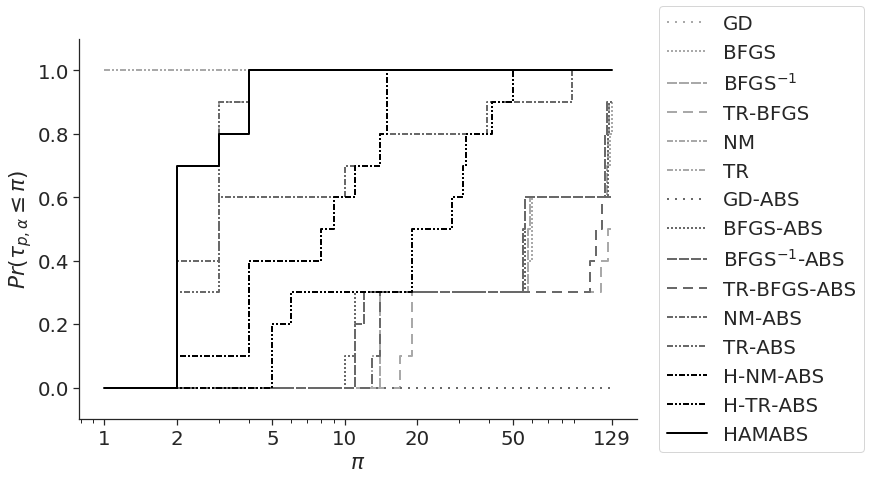 1.0
0.8
0.6
0.4
0.2
0.0
Pr(τp,α ≤ π)
1 2 5 10 20 50 129
π
GD
BFGS
BFGS⁻¹
TR-BFGS
NM
TR
GD-ABS
BFGS-ABS
BFGS⁻¹-ABS
TR-BFGS-ABS
NM-ABS
TR-ABS
H-NM-ABS
H-TR-ABS
HAMABS